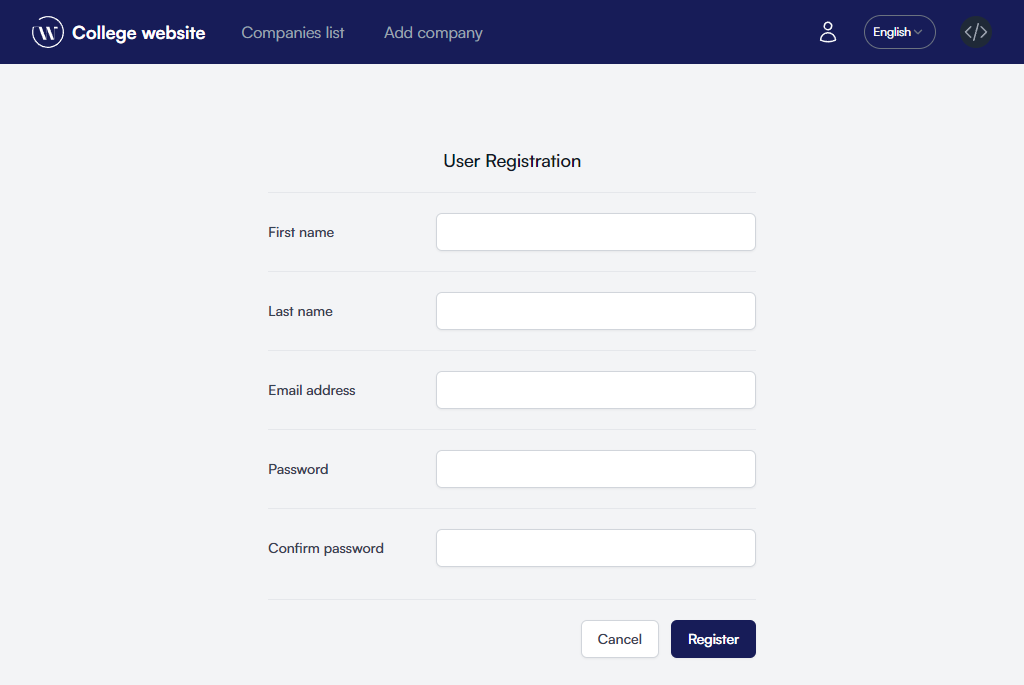 College website Companies list Add company English
User Registration
First name
Last name
Email address
Password
Confirm password
Cancel Register